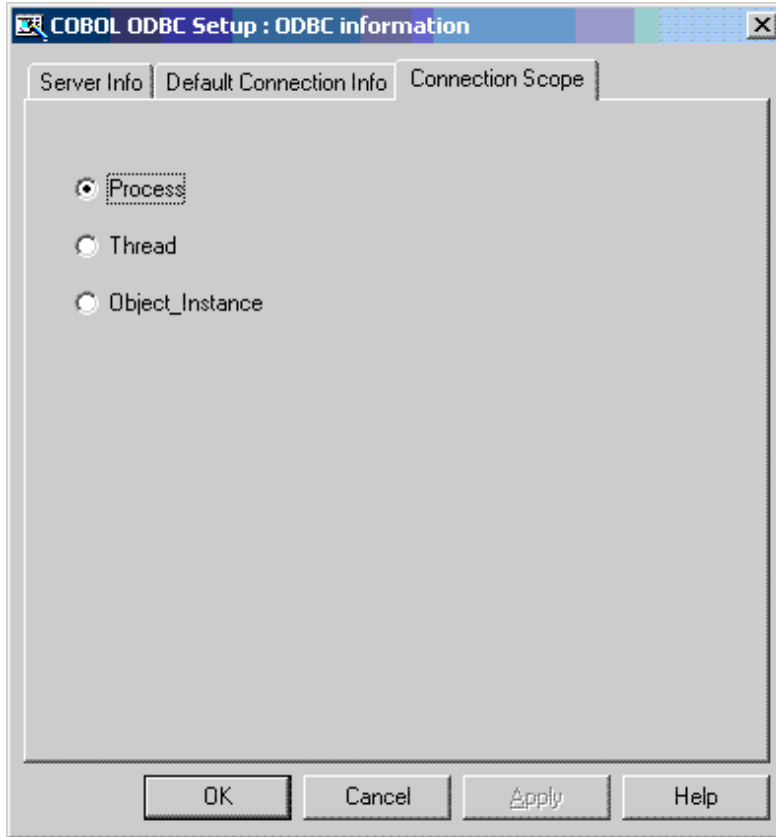 COBOL ODBC Setup : ODBC information
Server Info Default Connection Info Connection Scope
Process
Thread
Object_Instance
OK Cancel Apply Help